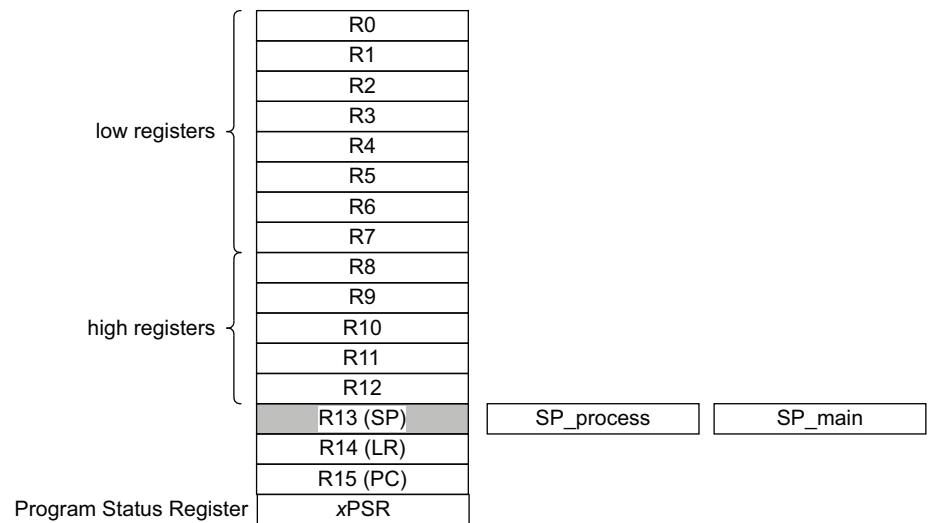 R0
R1
R2
R3
low registers
R4
R5
R6
R7
R8
R9
high registers
R10
R11
R12
R13 (SP)
SP_process
SP_main
R14 (LR)
R15 (PC)
Program Status Register
xPSR